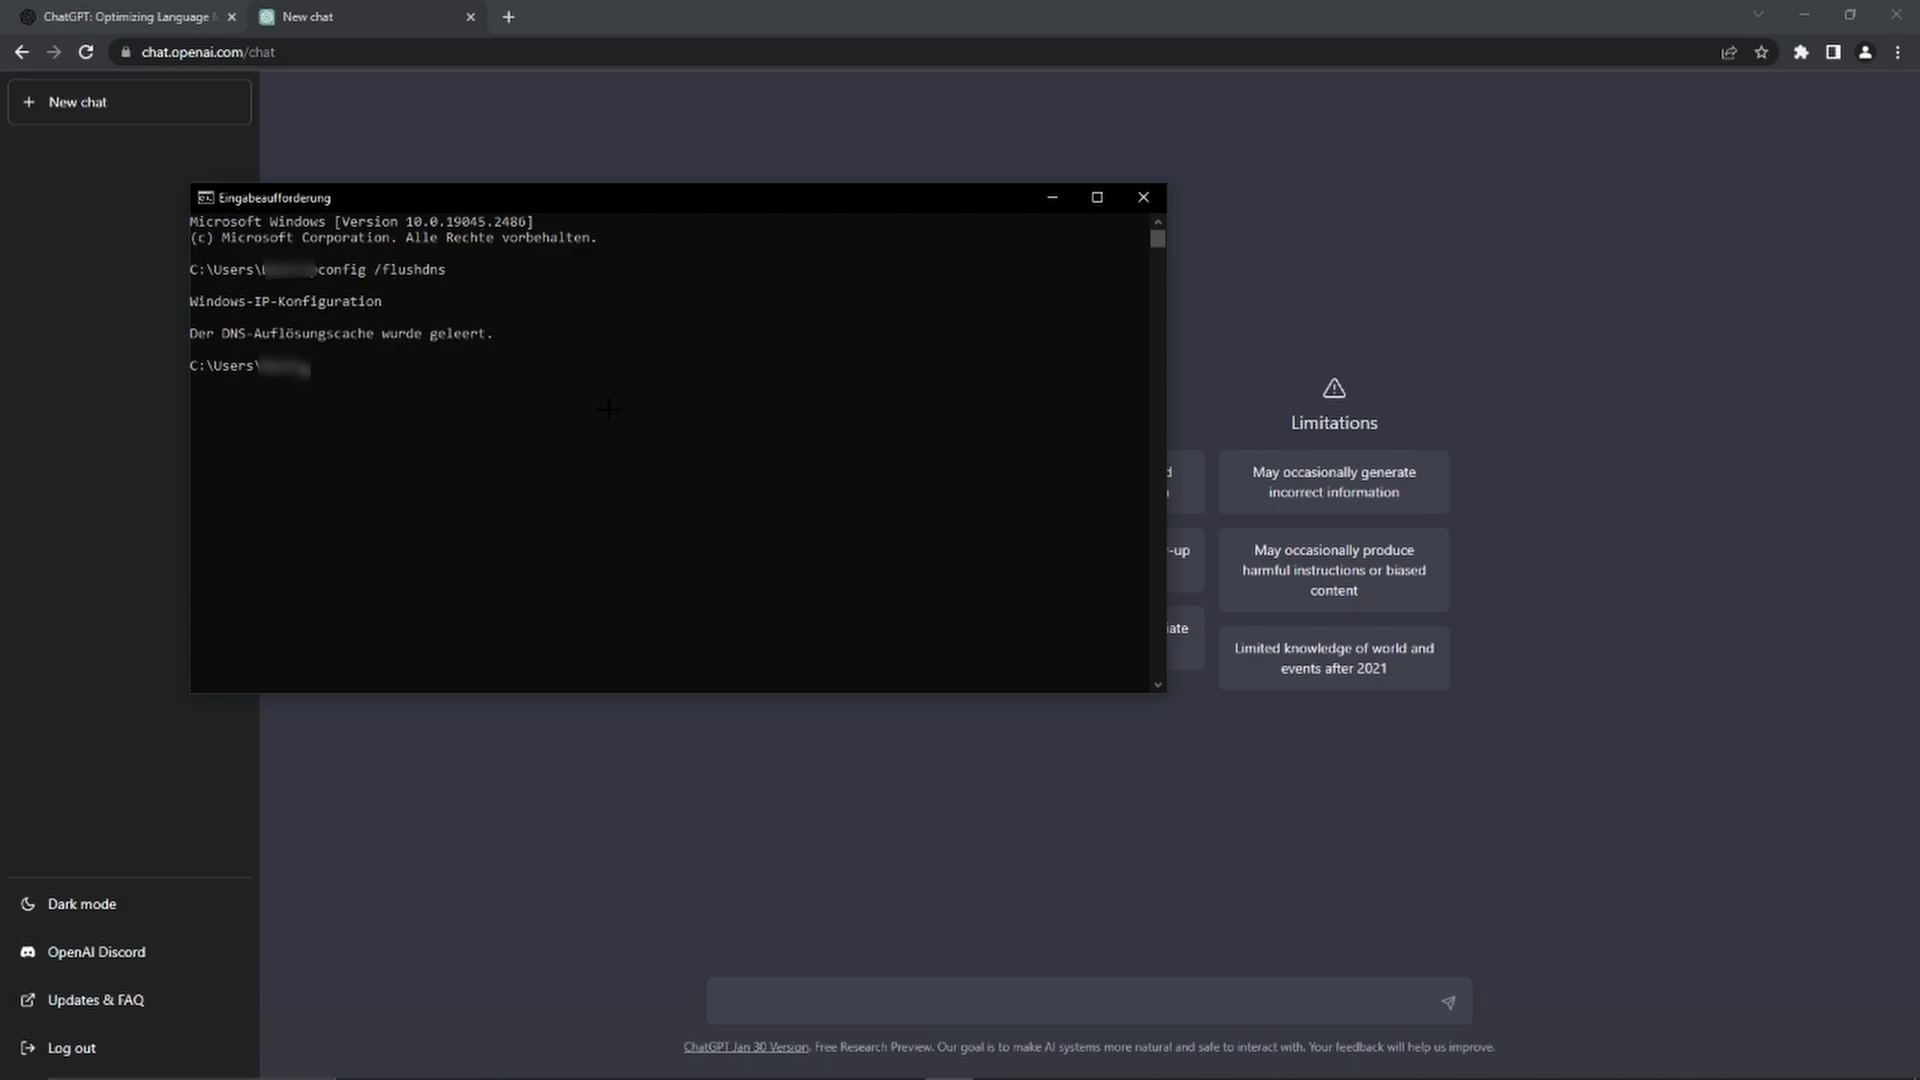 ChatGPT: Optimizing Language
New chat
chat.openai.com/chat
New chat
Eingabeaufforderung
Microsoft Windows [Version 10.0.19045.2486]
(c) Microsoft Corporation. Alle Rechte vorbehalten.
C:\Users\ config /flushdns
Windows-IP-Konfiguration
Der DNS-Auflösungscache wurde geleert.
C:\Users\
Limitations
May occasionally generate
incorrect information
-up
May occasionally produce
harmful instructions or biased
content
iate
Limited knowledge of world and
events after 2021
Dark mode
OpenAI Discord
Updates & FAQ
Log out
ChatGPT Jan 30 Version. Free Research Preview. Our goal is to make AI systems more natural and safe to interact with. Your feedback will help us improve.